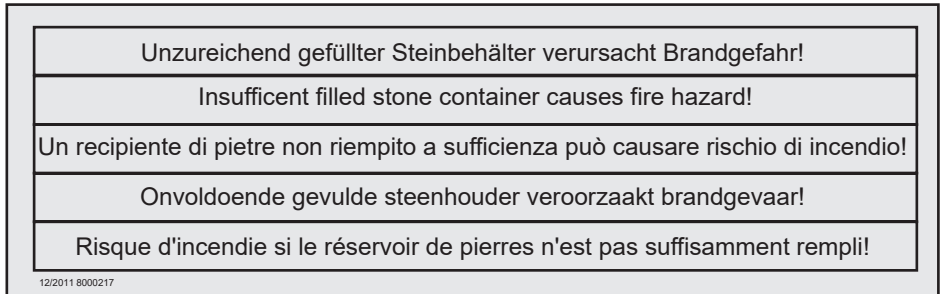 Unzureichend gefüllter Steinbehälter verursacht Brandgefahr!
Insufficent filled stone container causes fire hazard!
Un recipiente di pietre non riempito a sufficienza può causare rischio di incendio!
Onvoldoende gevulde steenhouder veroorzaakt brandgevaar!
Risque d'incendie si le réservoir de pierres n'est pas suffisamment rempli!
12/2011 8000217